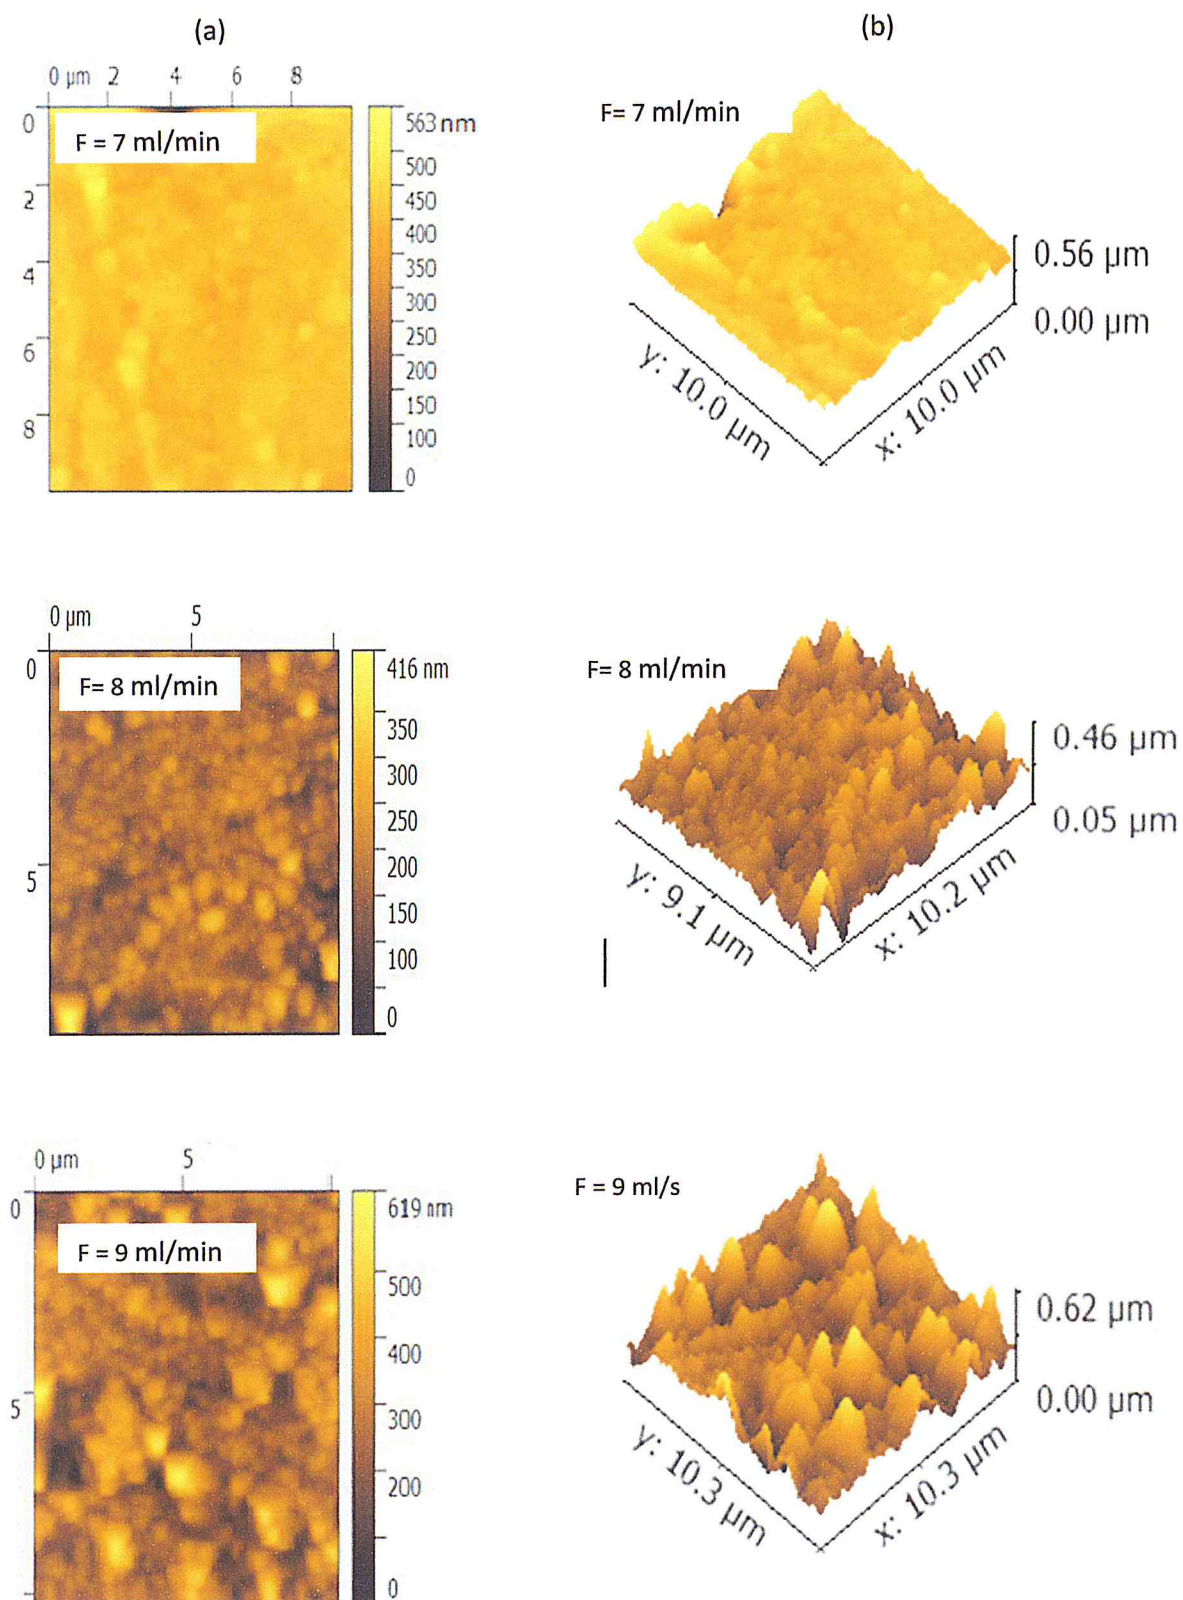 (a)
(b)
0 µm 2 4 6 8
0
2
4
6
8
F = 7 ml/min
563 nm
500
450
400
350
300
250
200
150
100
0
F= 7 ml/min
0.56 µm
0.00 µm
y: 10.0 µm
x: 10.0 µm
0 µm 5
0
5
F= 8 ml/min
416 nm
350
300
250
200
150
100
0
F= 8 ml/min
0.46 µm
0.05 µm
y: 9.1 µm
x: 10.2 µm
0 µm 5
0
5
F = 9 ml/min
619 nm
500
400
300
200
0
F = 9 ml/s
0.62 µm
0.00 µm
y: 10.3 µm
x: 10.3 µm